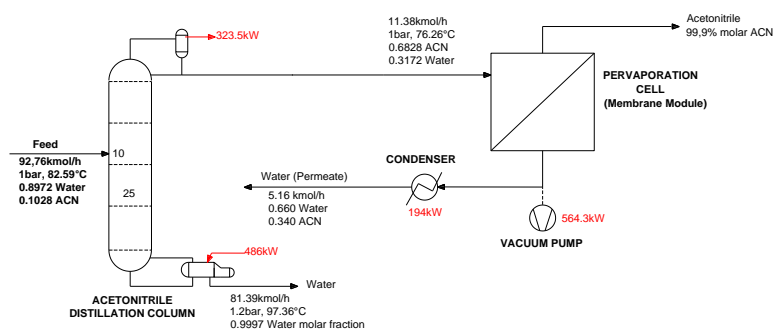 323.5kW
11.38kmol/h
1bar, 76.26°C
0.6828 ACN
0.3172 Water
Acetonitrile
99,9% molar ACN
PERVAPORATION
CELL
(Membrane Module)
Feed
92,76kmol/h
1bar, 82.59°C
0.8972 Water
0.1028 ACN
10
25
CONDENSER
Water (Permeate)
5.16 kmol/h
0.660 Water
0.340 ACN
194kW
564.3kW
VACUUM PUMP
486kW
Water
81.39kmol/h
1.2bar, 97.36°C
0.9997 Water molar fraction
ACETONITRILE
DISTILLATION COLUMN